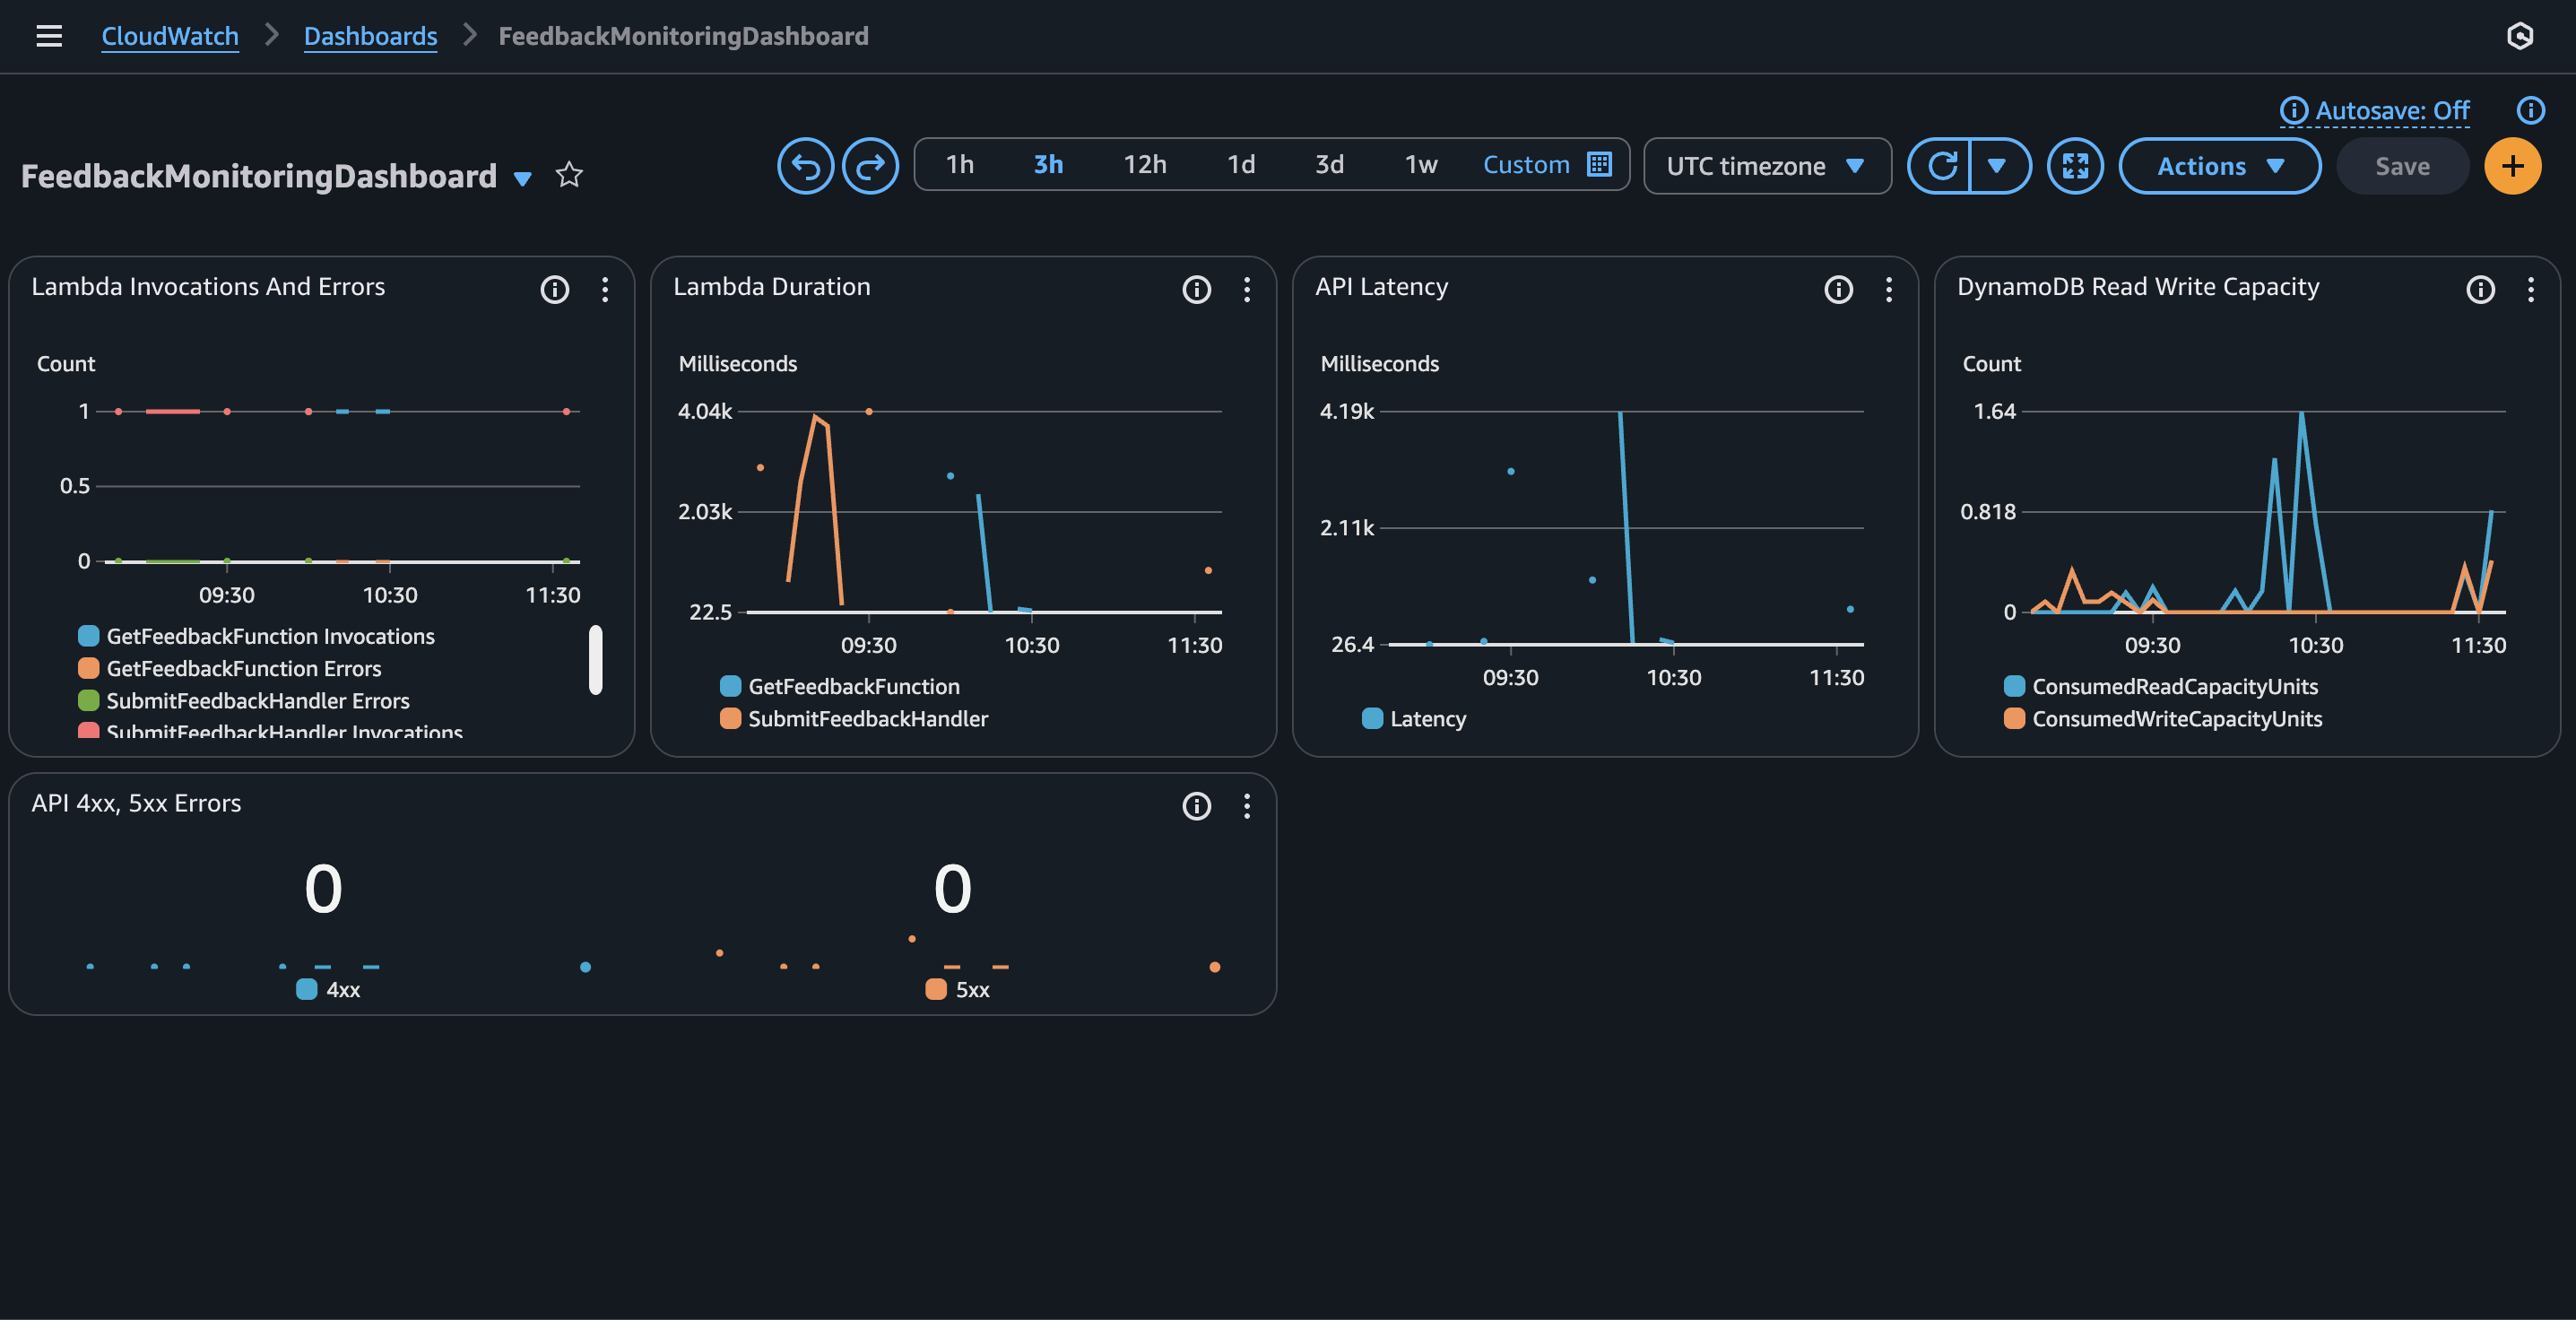 CloudWatch > Dashboards > FeedbackMonitoringDashboard
Autosave: Off
FeedbackMonitoringDashboard
1h 3h 12h 1d 3d 1w Custom
UTC timezone
Actions
Save
Lambda Invocations And Errors
Count
1
0.5
0
09:30 10:30 11:30
GetFeedbackFunction Invocations
GetFeedbackFunction Errors
SubmitFeedbackHandler Errors
SubmitFeedbackHandler Invocations
Lambda Duration
Milliseconds
4.04k
2.03k
22.5
09:30 10:30 11:30
GetFeedbackFunction
SubmitFeedbackHandler
API Latency
Milliseconds
4.19k
2.11k
26.4
09:30 10:30 11:30
Latency
DynamoDB Read Write Capacity
Count
1.64
0.818
0
09:30 10:30 11:30
ConsumedReadCapacityUnits
ConsumedWriteCapacityUnits
API 4xx, 5xx Errors
0
4xx
0
5xx